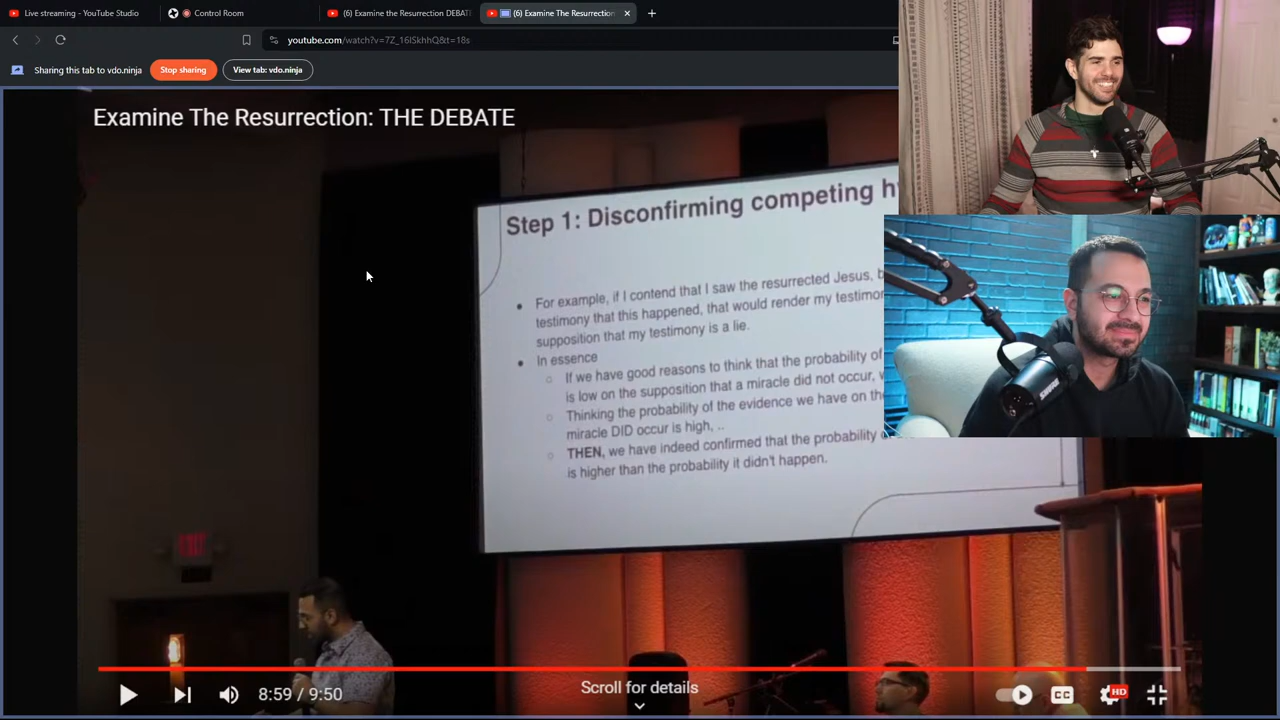 Live streaming - YouTube Studio
Control Room
(6) Examine the Resurrection DEBAT
(6) Examine The Resurrection
youtube.com/watch?v=7Z_16lSkhhQ&t=18s
Sharing this tab to vdo.ninja
Stop sharing
View tab: vdo.ninja
Examine The Resurrection: THE DEBATE
Step 1: Disconfirming competing h
• For example, if I contend that I saw the resurrected Jesus, b
testimony that this happened, that would render my testimo
supposition that my testimony is a lie.
• In essence
○ If we have good reasons to think that the probability of
is low on the supposition that a miracle did not occur,
○ Thinking the probability of the evidence we have on the
miracle DID occur is high, ..
○ THEN, we have indeed confirmed that the probability
is higher than the probability it didn't happen.
EXIT
SHURE
8:59 / 9:50
Scroll for details
CC
HD